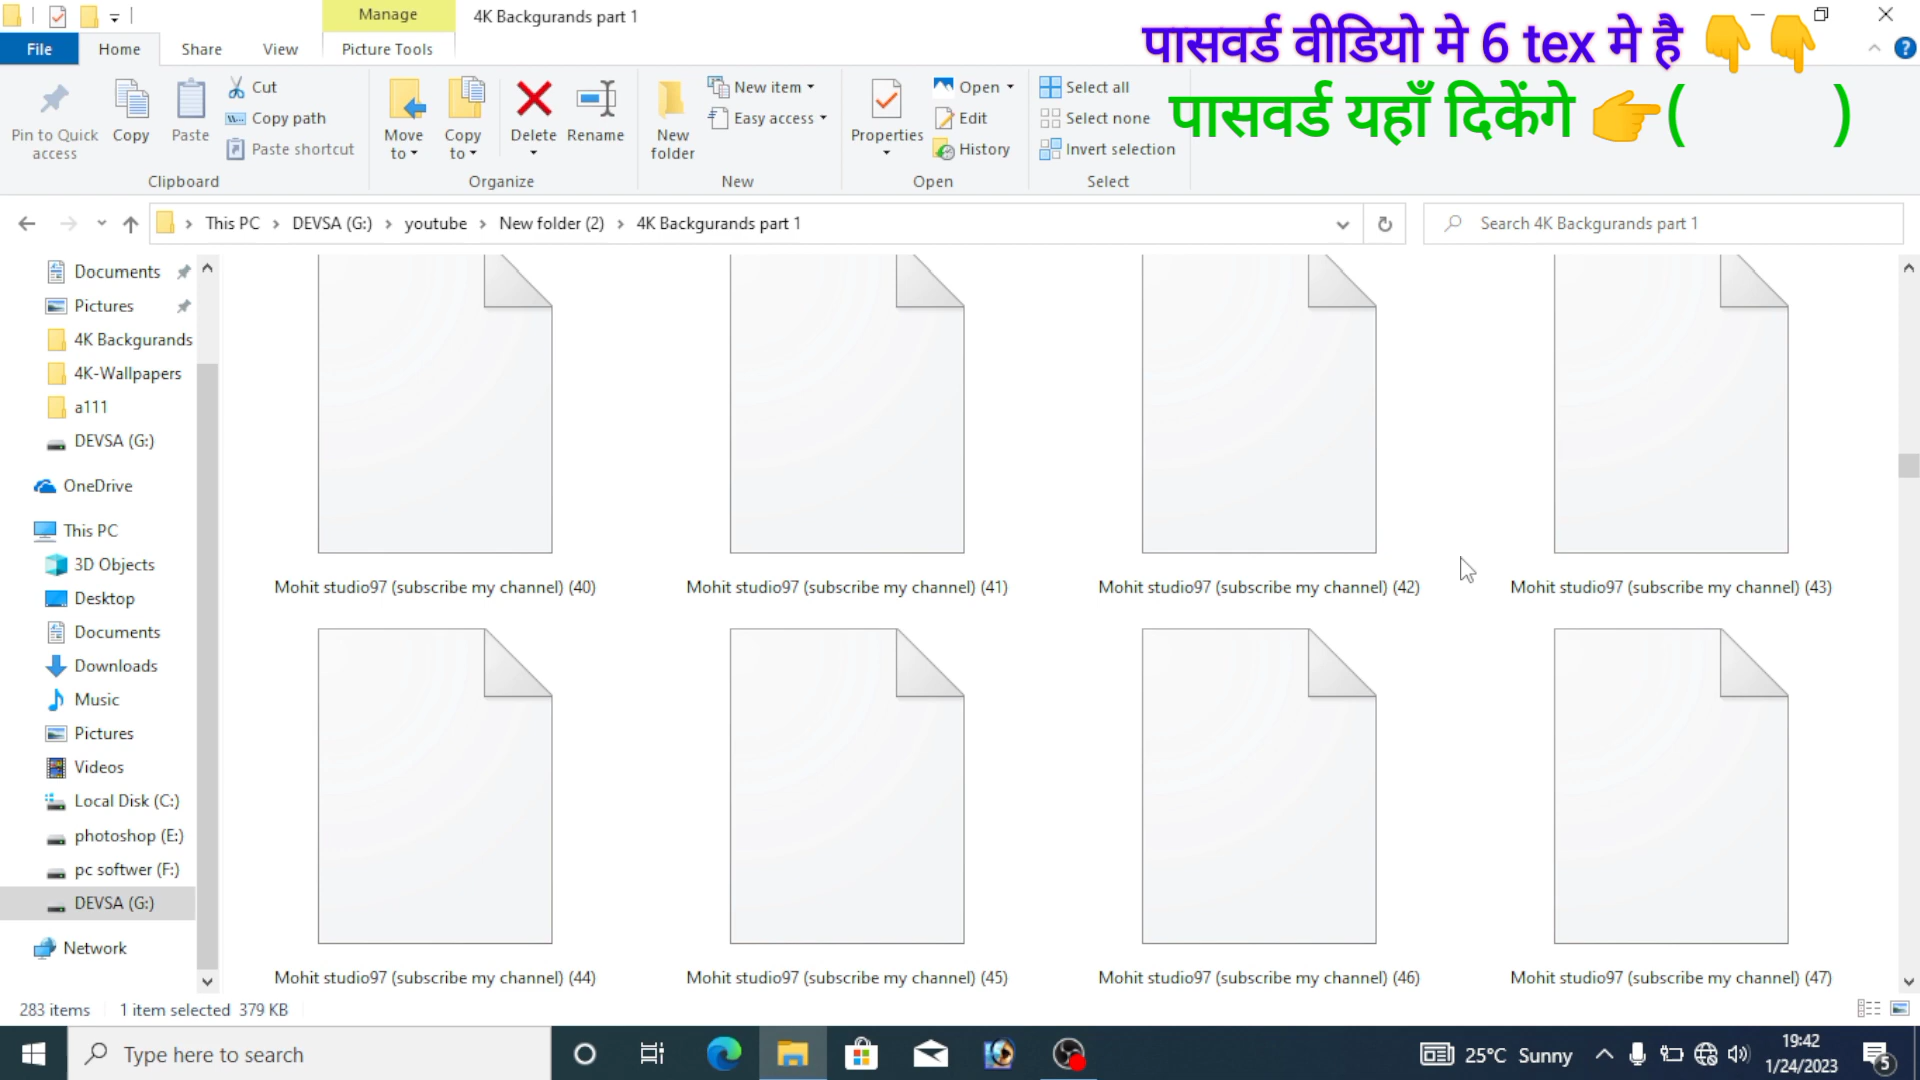 Manage
4K Backgurands part 1
पासवर्ड वीडियो मे 6 tex मे है 👇👇
File
Home
Share
View
Picture Tools
पासवर्ड यहाँ दिकेंगे 👉( )
Pin to Quick access
Copy
Paste
Cut
Copy path
Paste shortcut
Move to
Copy to
Delete
Rename
New folder
New item
Easy access
Properties
Open
Edit
History
Select all
Select none
Invert selection
Clipboard
Organize
New
Open
Select
This PC > DEVSA (G:) > youtube > New folder (2) > 4K Backgurands part 1
Search 4K Backgurands part 1
Documents
Pictures
4K Backgurands
4K-Wallpapers
a111
DEVSA (G:)
OneDrive
This PC
3D Objects
Desktop
Documents
Downloads
Music
Pictures
Videos
Local Disk (C:)
photoshop (E:)
pc softwer (F:)
DEVSA (G:)
Network
Mohit studio97 (subscribe my channel) (40)
Mohit studio97 (subscribe my channel) (41)
Mohit studio97 (subscribe my channel) (42)
Mohit studio97 (subscribe my channel) (43)
Mohit studio97 (subscribe my channel) (44)
Mohit studio97 (subscribe my channel) (45)
Mohit studio97 (subscribe my channel) (46)
Mohit studio97 (subscribe my channel) (47)
283 items
1 item selected 379 KB
Type here to search
25°C Sunny
19:42
1/24/2023
5